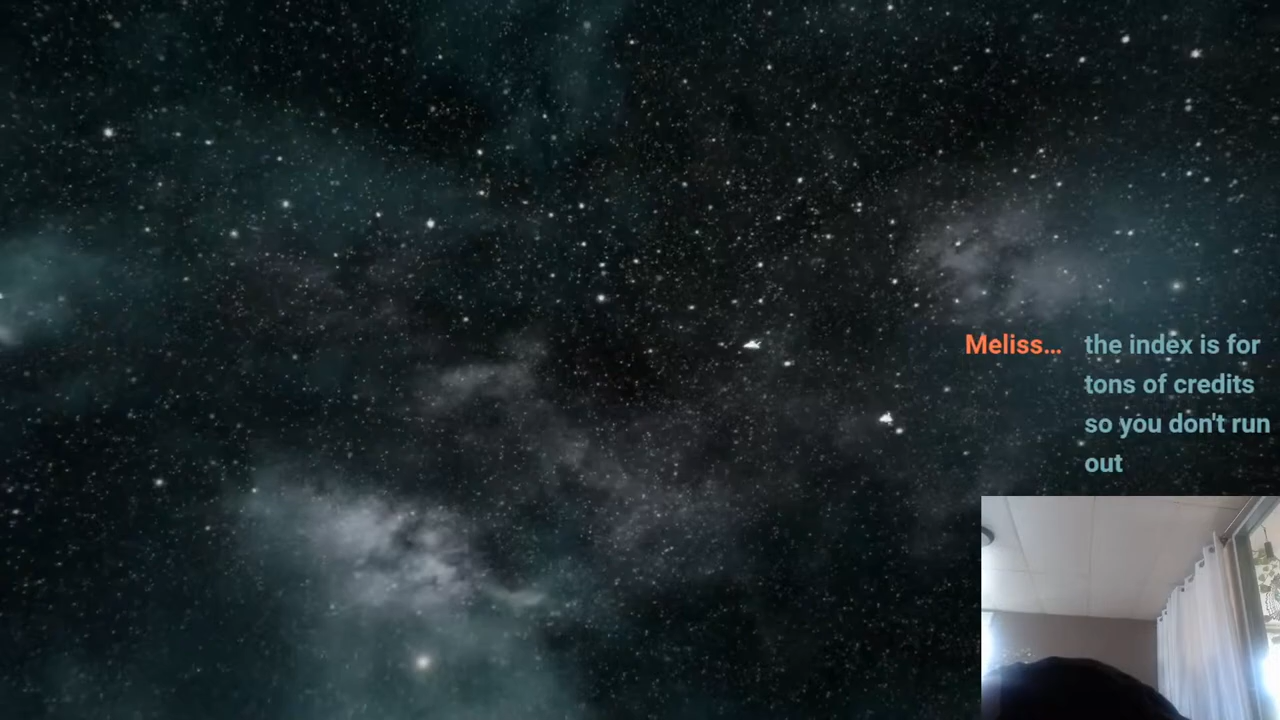 Meliss... the index is for
tons of credits
so you don't run
out